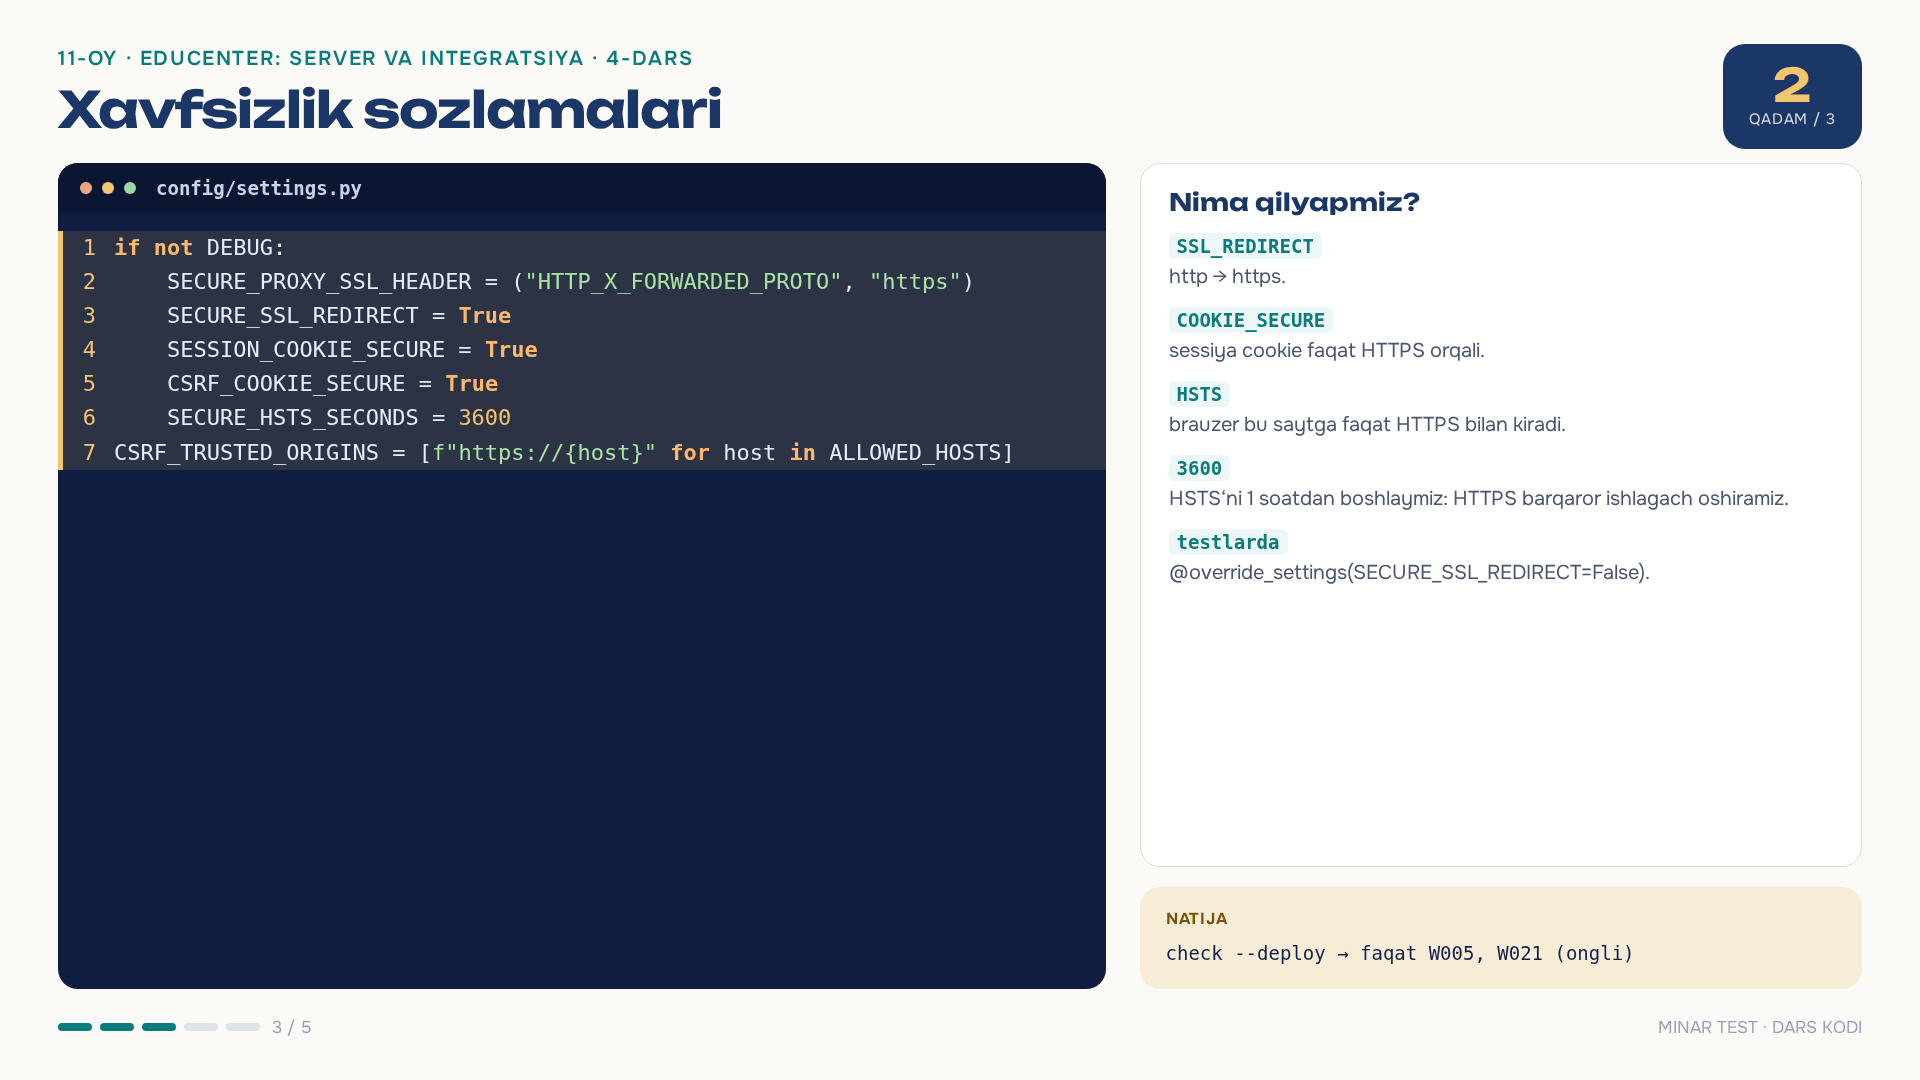 11-OY · EDUCENTER: SERVER VA INTEGRATSIYA · 4-DARS
Xavfsizlik sozlamalari
2
QADAM / 3
config/settings.py
1 if not DEBUG:
2     SECURE_PROXY_SSL_HEADER = ("HTTP_X_FORWARDED_PROTO", "https")
3     SECURE_SSL_REDIRECT = True
4     SESSION_COOKIE_SECURE = True
5     CSRF_COOKIE_SECURE = True
6     SECURE_HSTS_SECONDS = 3600
7 CSRF_TRUSTED_ORIGINS = [f"https://{host}" for host in ALLOWED_HOSTS]
Nima qilyapmiz?
SSL_REDIRECT
http → https.
COOKIE_SECURE
sessiya cookie faqat HTTPS orqali.
HSTS
brauzer bu saytga faqat HTTPS bilan kiradi.
3600
HSTS‘ni 1 soatdan boshlaymiz: HTTPS barqaror ishlagach oshiramiz.
testlarda
@override_settings(SECURE_SSL_REDIRECT=False).
NATIJA
check --deploy → faqat W005, W021 (ongli)
3 / 5
MINAR TEST · DARS KODI